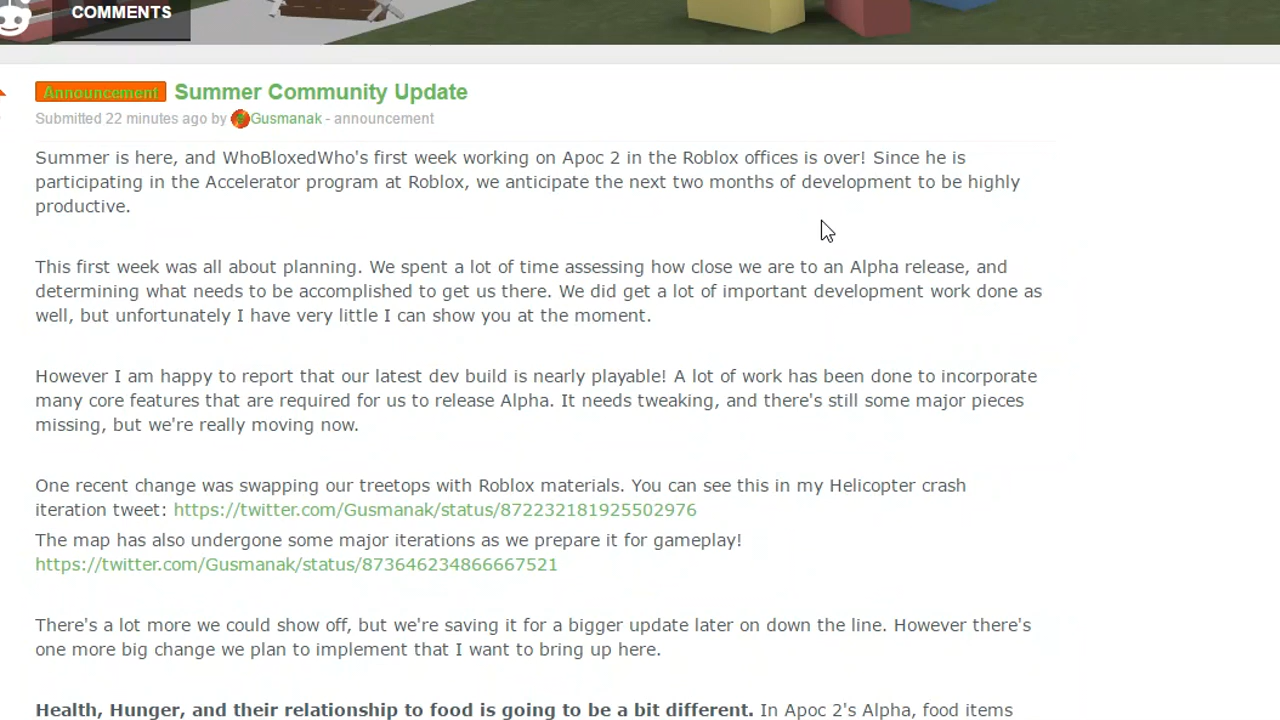 COMMENTS
Announcement Summer Community Update
Submitted 22 minutes ago by Gusmanak - announcement
Summer is here, and WhoBloxedWho's first week working on Apoc 2 in the Roblox offices is over! Since he is
participating in the Accelerator program at Roblox, we anticipate the next two months of development to be highly
productive.
This first week was all about planning. We spent a lot of time assessing how close we are to an Alpha release, and
determining what needs to be accomplished to get us there. We did get a lot of important development work done as
well, but unfortunately I have very little I can show you at the moment.
However I am happy to report that our latest dev build is nearly playable! A lot of work has been done to incorporate
many core features that are required for us to release Alpha. It needs tweaking, and there's still some major pieces
missing, but we're really moving now.
One recent change was swapping our treetops with Roblox materials. You can see this in my Helicopter crash
iteration tweet: https://twitter.com/Gusmanak/status/872232181925502976
The map has also undergone some major iterations as we prepare it for gameplay!
https://twitter.com/Gusmanak/status/873646234866667521
There's a lot more we could show off, but we're saving it for a bigger update later on down the line. However there's
one more big change we plan to implement that I want to bring up here.
Health, Hunger, and their relationship to food is going to be a bit different. In Apoc 2's Alpha, food items